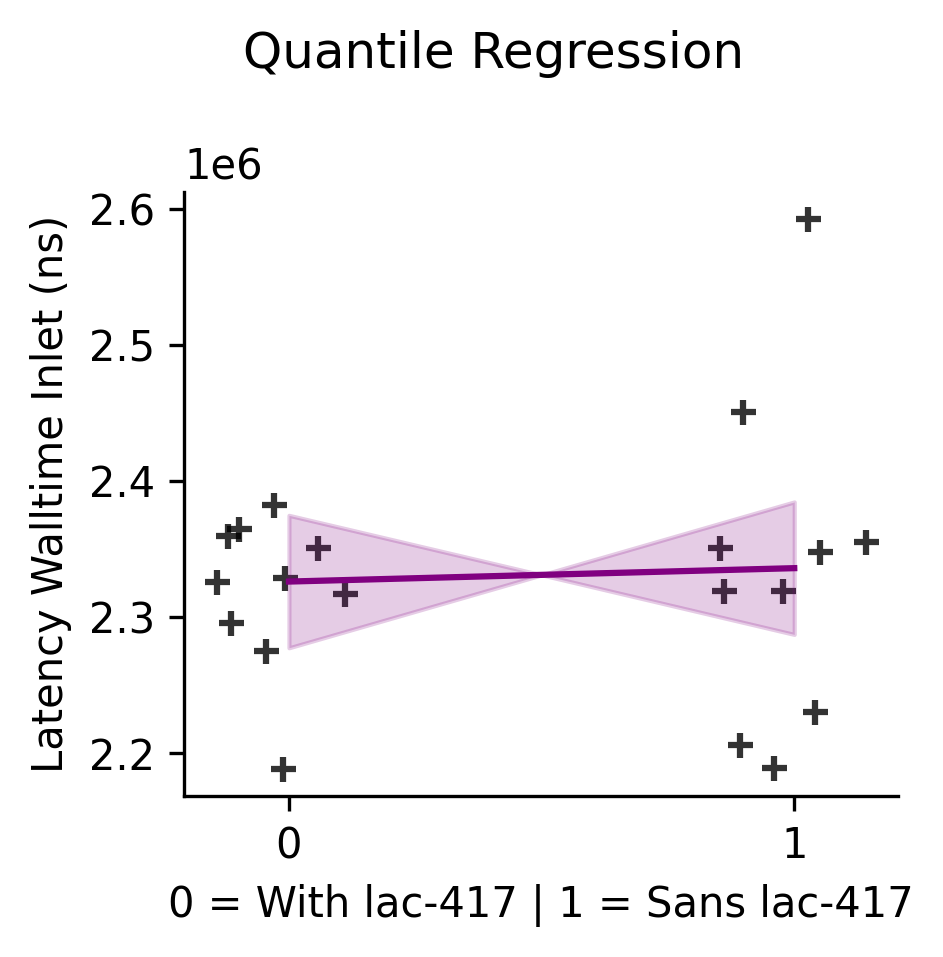 Quantile Regression
1e6
2.6
2.5
2.4
2.3
2.2
Latency Walltime Inlet (ns)
0
1
0 = With lac-417 | 1 = Sans lac-417